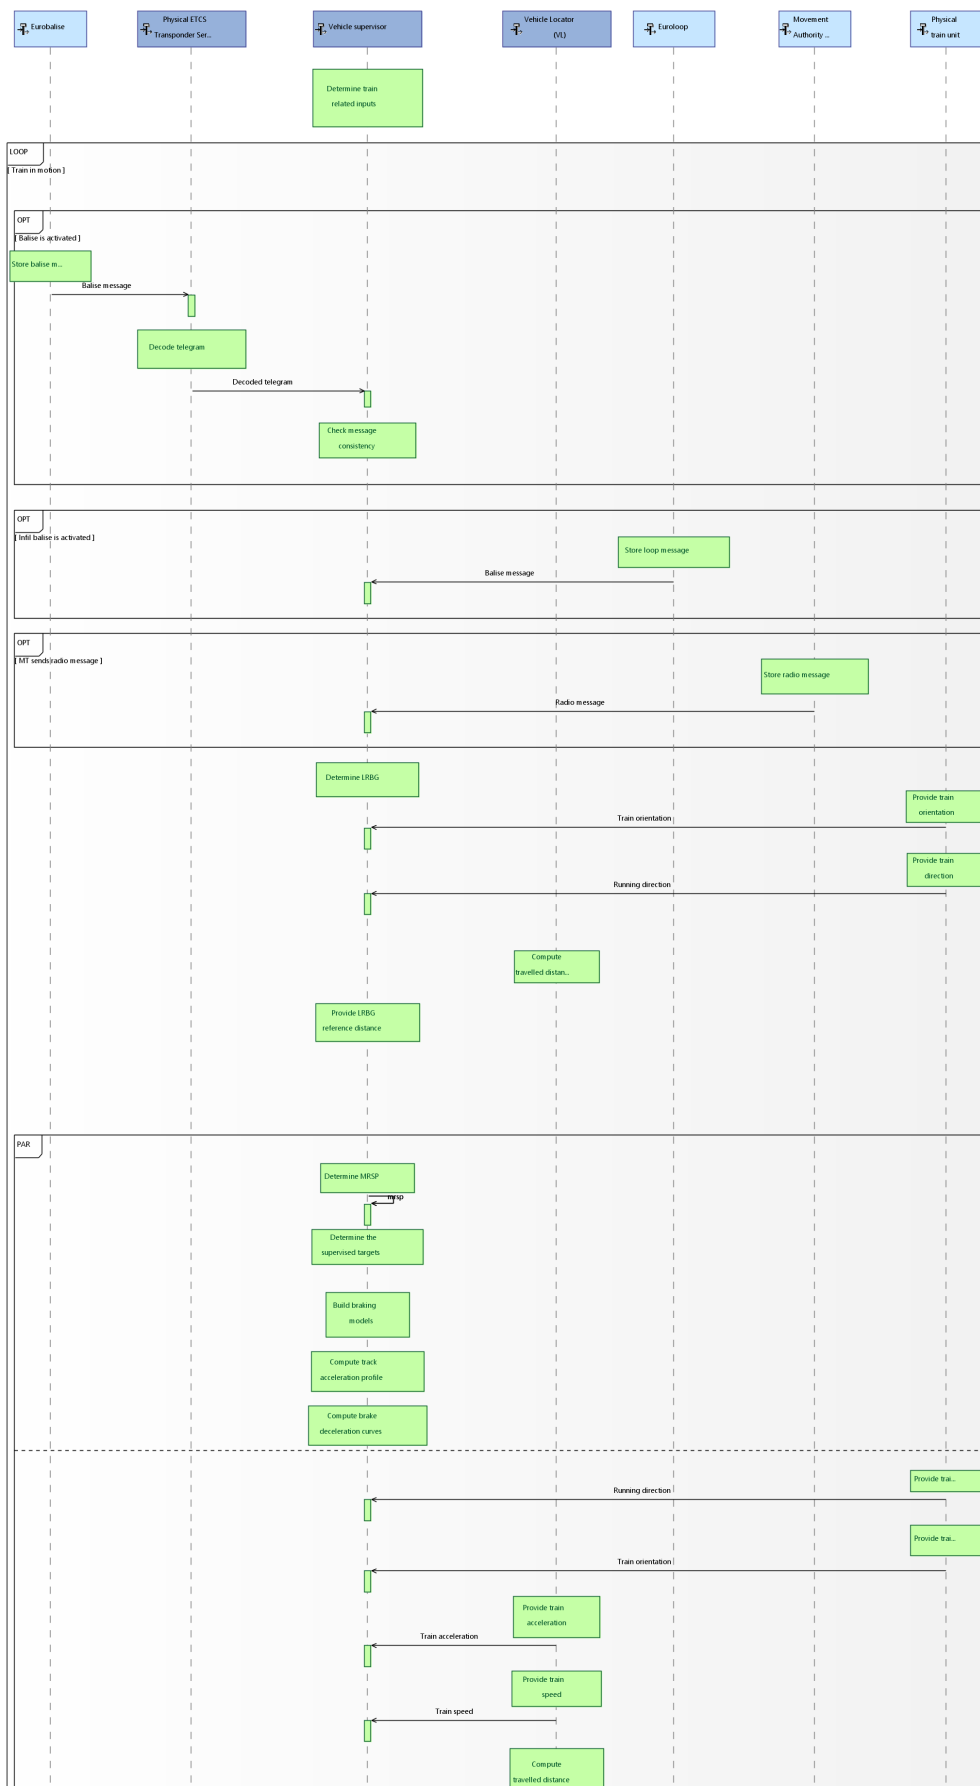 Eurobalise
Physical ETCS
Transponder Ser...
Vehicle supervisor
Vehicle Locator
(VL)
Euroloop
Movement
Authority ...
Physical
train unit
Determine train
related inputs
LOOP
[ Train in motion ]
OPT
[ Balise is activated ]
Store balise m...
Balise message
Decode telegram
Decoded telegram
Check message
consistency
OPT
[ Infil balise is activated ]
Store loop message
Balise message
OPT
[ MT sends radio message ]
Store radio message
Radio message
Determine LRBG
Provide train
orientation
Train orientation
Provide train
direction
Running direction
Compute
travelled distan...
Provide LRBG
reference distance
PAR
Determine MRSP
mrsp
Determine the
supervised targets
Build braking
models
Compute track
acceleration profile
Compute brake
deceleration curves
Provide trai...
Running direction
Provide trai...
Train orientation
Provide train
acceleration
Train acceleration
Provide train
speed
Train speed
Compute
travelled distance